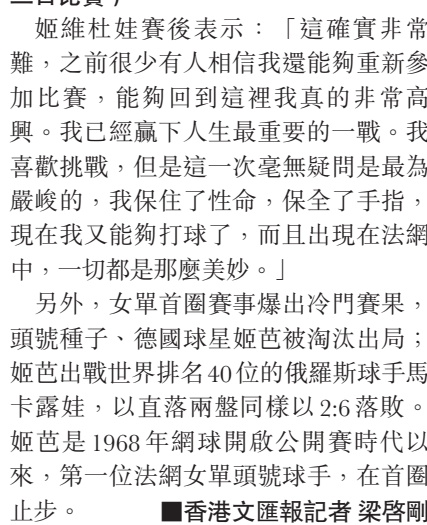 姬維杜娃賽後表示：「這確實非常
難，之前很少有人相信我還能夠重新參
加比賽，能夠回到這裡我真的非常高
興。我已經贏下人生最重要的一戰。我
喜歡挑戰，但是這一次毫無疑問是最為
嚴峻的，我保住了性命，保全了手指，
現在我又能夠打球了，而且出現在法網
中，一切都是那麼美妙。」
另外，女單首圈賽事爆出冷門賽果，
頭號種子、德國球星姬芭被淘汰出局；
姬芭出戰世界排名40位的俄羅斯球手馬
卡露娃，以直落兩盤同樣以2:6落敗。
姬芭是1968年網球開啟公開賽時代以
來，第一位法網女單頭號球手，在首圈
止步。 ■香港文匯報記者 梁啓剛